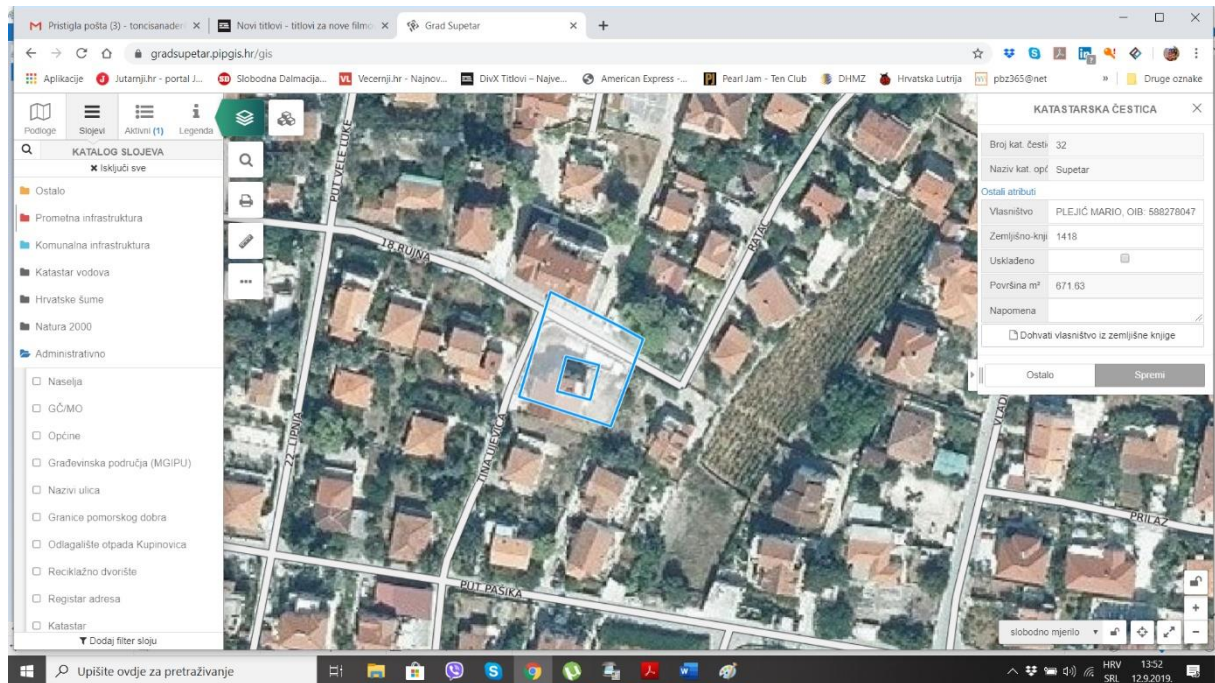 Pristigla pošta (3) - toncisanader
Novi titlovi - titlovi za nove filmo
Grad Supetar
gradsupetar.pipgis.hr/gis
Aplikacije
Jutarnji.hr - portal J...
Slobodna Dalmacija...
Vecernji.hr - Najnov...
DivX Titlovi – Najve...
American Express -...
Pearl Jam - Ten Club
DHMZ
Hrvatska Lutrija
pbz365@net
»
Druge oznake
Podloge
Slojevi
Aktivni (1)
Legenda
KATALOG SLOJEVA
Isključi sve
Ostalo
Prometna infrastruktura
Komunalna infrastruktura
Katastar vodova
Hrvatske šume
Natura 2000
Administrativno
Naselja
GČ/MO
Općine
Građevinska područja (MGIPU)
Nazivi ulica
Granice pomorskog dobra
Odlagalište otpada Kupinovica
Reciklažno dvorište
Registar adresa
Katastar
Dodaj filter sloju
PUT VELE LUKE
18.RUJNA
RATAC
22. LIPNJA
TINA UJEVIĆA
PUT PASIKA
VLADI
PRILAZ
KATASTARSKA ČESTICA
Broj kat. česti 32
Naziv kat. opć Supetar
Ostali atributi
Vlasništvo PLEJIĆ MARIO, OIB: 588278047
Zemljišno-knji 1418
Usklađeno
Površina m² 671.63
Napomena
Dohvati vlasništvo iz zemljišne knjige
Ostalo
Spremi
slobodno mjerilo
Upišite ovdje za pretraživanje
HRV 13:52
SRL 12.9.2019.